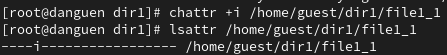 [root@danguen dir1]# chattr +i /home/guest/dir1/file1_1
[root@danguen dir1]# lsattr /home/guest/dir1/file1_1
----i----------------- /home/guest/dir1/file1_1